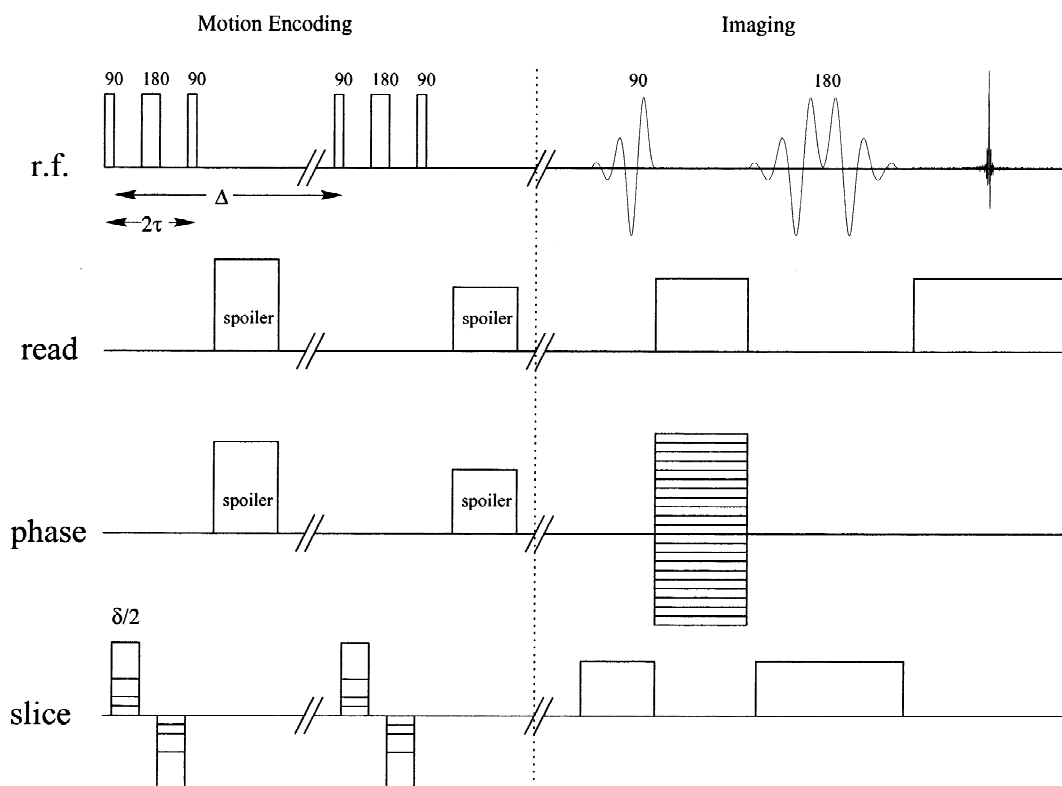 Motion Encoding Imaging
90 180 90 90 180 90 90 180
r.f.
Δ
2τ
spoiler spoiler
read
spoiler spoiler
phase
δ/2
slice